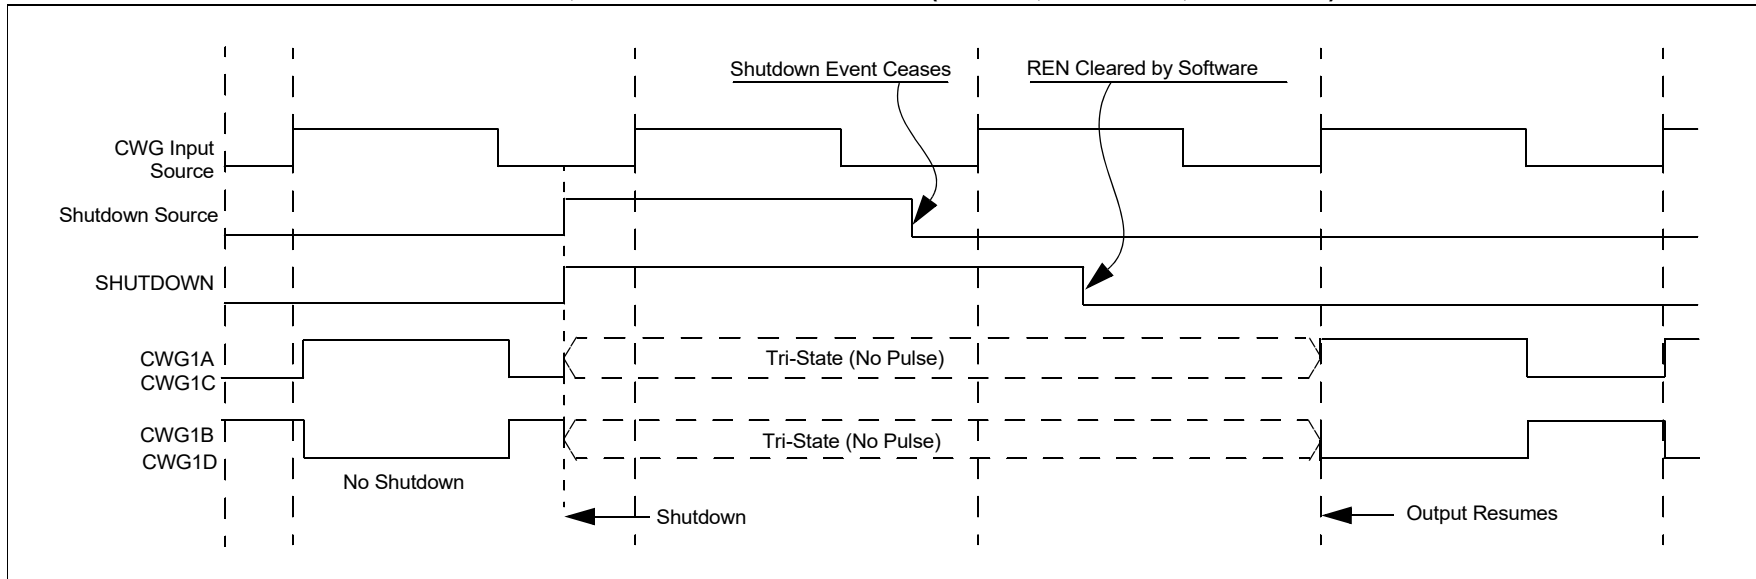 Shutdown Event Ceases
REN Cleared by Software
CWG Input
Source
Shutdown Source
SHUTDOWN
CWG1A
CWG1C
Tri-State (No Pulse)
CWG1B
CWG1D
Tri-State (No Pulse)
No Shutdown
Shutdown
Output Resumes